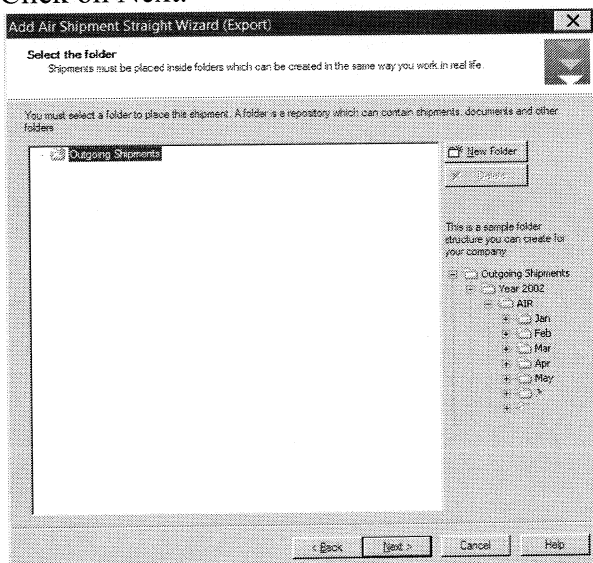 Click on Next.
Add Air Shipment Straight Wizard (Export)
Select the folder
Shipments must be placed inside folders which can be created in the same way you work in real life.
You must select a folder to place this shipment. A folder is a repository which can contain shipments, documents and other
folders
Outgoing Shipments
New Folder
Delete
This is a sample folder
structure you can create for
your company
Outgoing Shipments
Year 2002
AIR
Jan
Feb
Mar
Apr
May
< Back
Next >
Cancel
Help